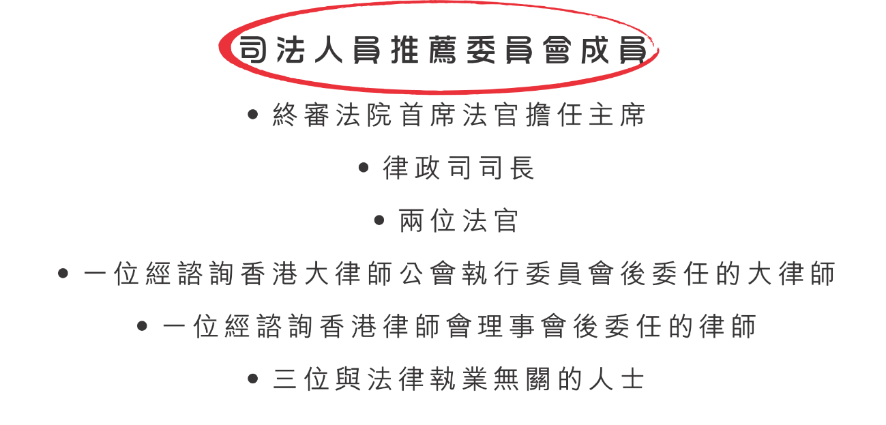 司法人員推薦委員會成員
• 終審法院首席法官擔任主席
• 律政司司長
• 兩位法官
• 一位經諮詢香港大律師公會執行委員會後委任的大律師
• 一位經諮詢香港律師會理事會後委任的律師
• 三位與法律執業無關的人士